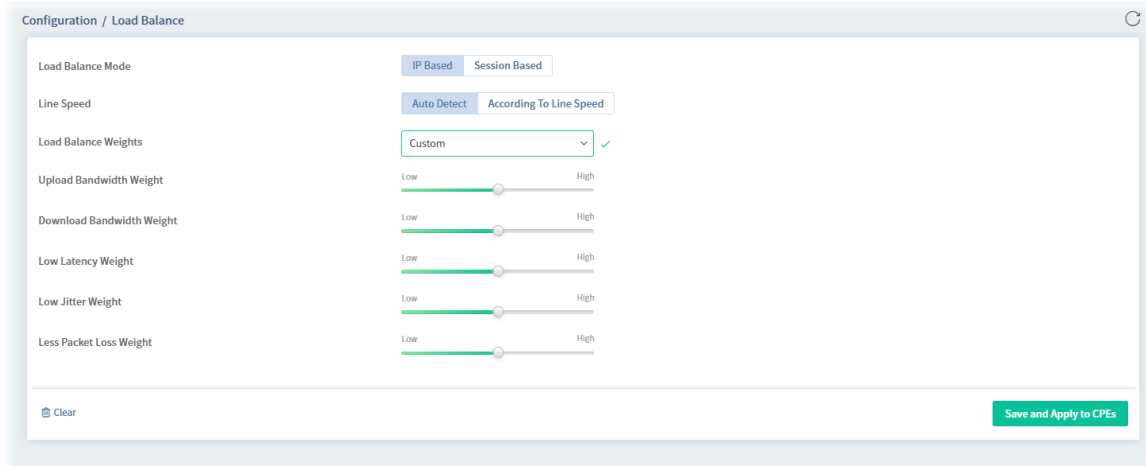 Configuration / Load Balance
Load Balance Mode IP Based Session Based
Line Speed Auto Detect According To Line Speed
Load Balance Weights Custom
Upload Bandwidth Weight Low High
Download Bandwidth Weight Low High
Low Latency Weight Low High
Low Jitter Weight Low High
Less Packet Loss Weight Low High
Clear Save and Apply to CPEs